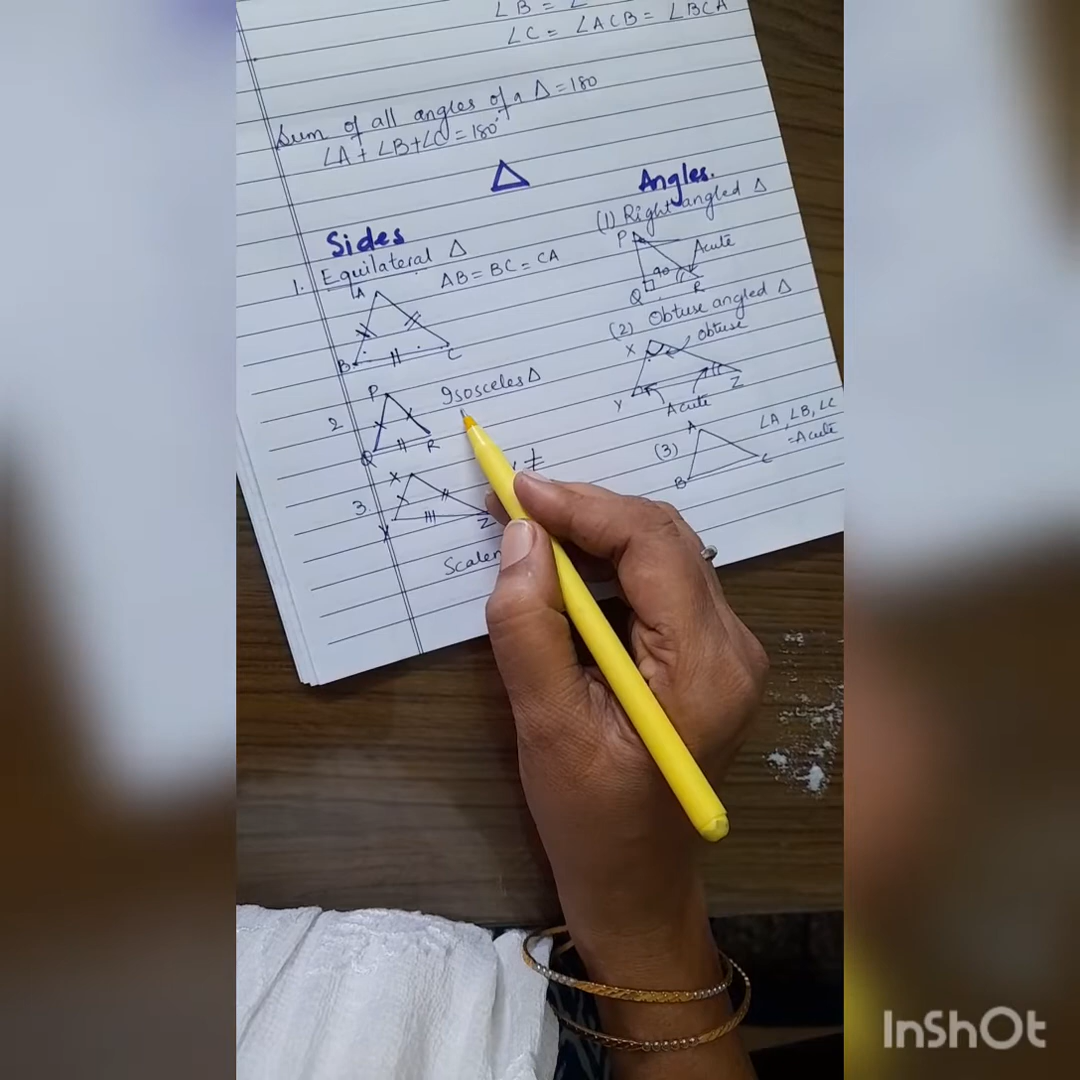 ∠B = ∠
∠C = ∠ACB = ∠BCA
Sum of all angles of a Δ = 180
∠A + ∠B + ∠C = 180°
Δ
Sides
1. Equilateral Δ
AB = BC = CA
A
B
C
2
P
Q
R
Isosceles Δ
3.
X
Y
Z
≠
Scalen
Angles.
(1) Right angled Δ
P
Acute
90
Q
R
(2) Obtuse angled Δ
Obtuse
X
Y
Z
Acute
(3)
A
B
C
∠A, ∠B, ∠C
= Acute
InShOt